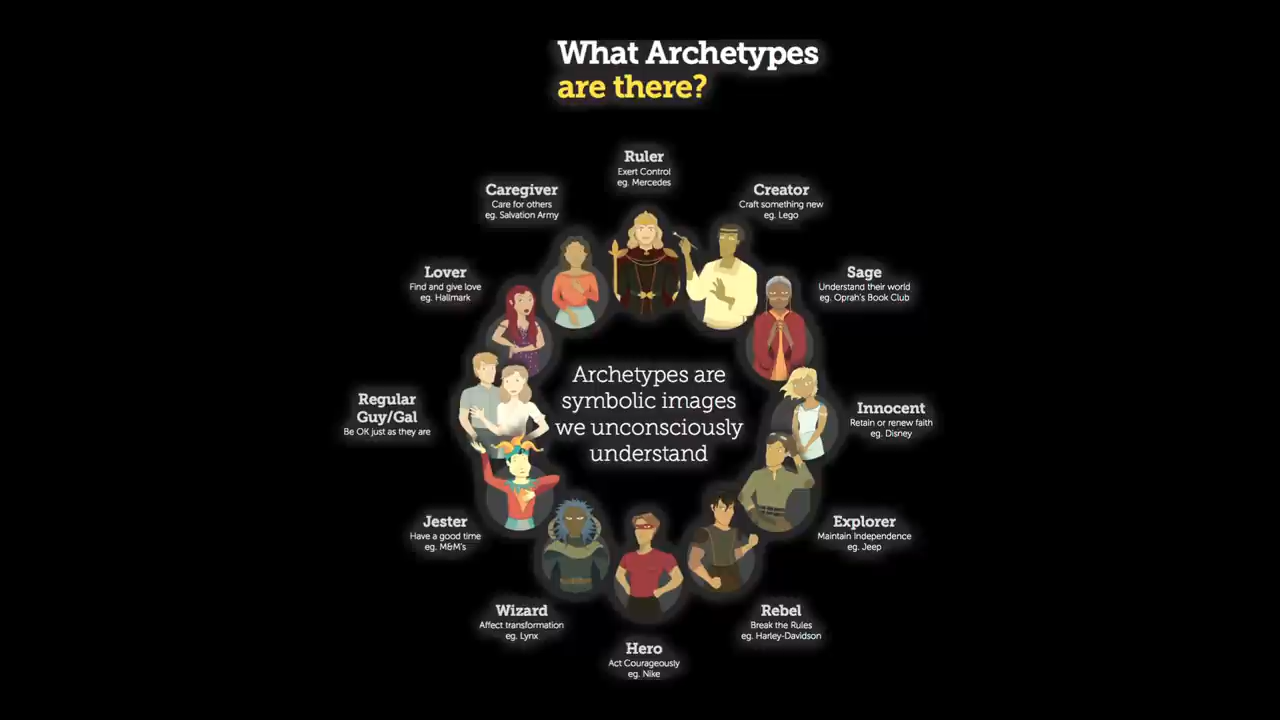 What Archetypes
are there?
Ruler
Exert Control
eg. Mercedes
Caregiver
Care for others
eg. Salvation Army
Creator
Craft something new
eg. Lego
Lover
Find and give love
eg. Hallmark
Sage
Understand their world
eg. Oprah's Book Club
Archetypes are
symbolic images
we unconsciously
understand
Regular
Guy/Gal
Be OK just as they are
Innocent
Retain or renew faith
eg. Disney
Jester
Have a good time
eg. M&M's
Explorer
Maintain Independence
eg. Jeep
Wizard
Affect transformation
eg. Lynx
Rebel
Break the Rules
eg. Harley-Davidson
Hero
Act Courageously
eg. Nike